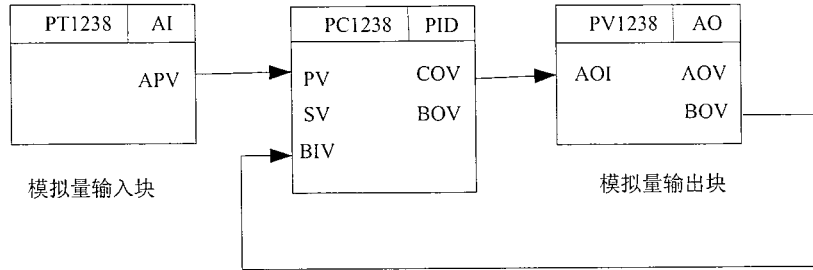 PT1238 AI
APV
模拟量输入块
PC1238 PID
PV COV
SV BOV
BIV
PV1238 AO
AOI AOV
BOV
模拟量输出块